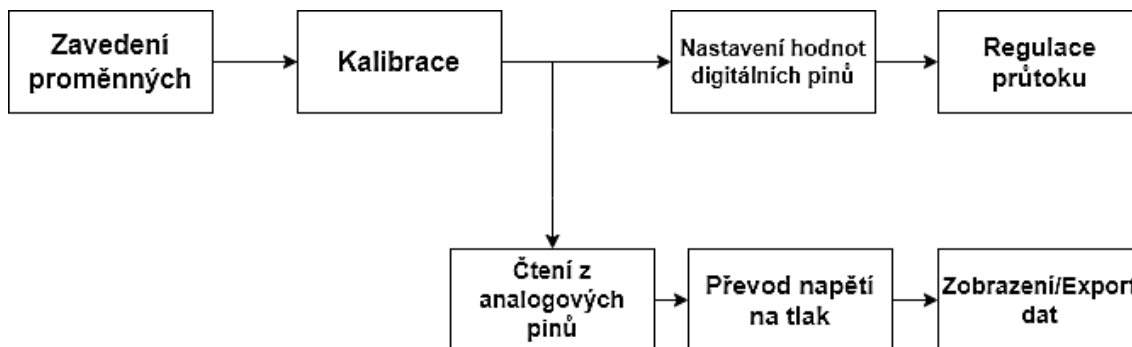 Zavedení
proměnných
Kalibrace
Nastavení hodnot
digitálních pinů
Regulace
průtoku
Čtení z
analogových
pinů
Převod napětí
na tlak
Zobrazení/Export
dat